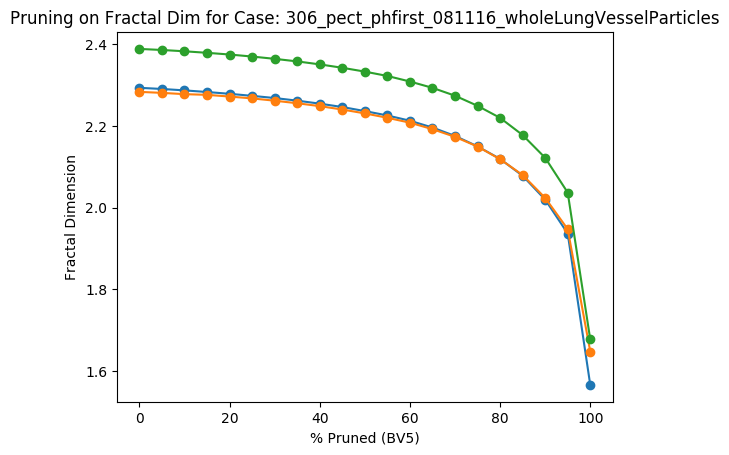 Pruning on Fractal Dim for Case: 306_pect_phfirst_081116_wholeLungVesselParticles
2.4
2.2
2.0
1.8
1.6
Fractal Dimension
0 20 40 60 80 100
% Pruned (BV5)